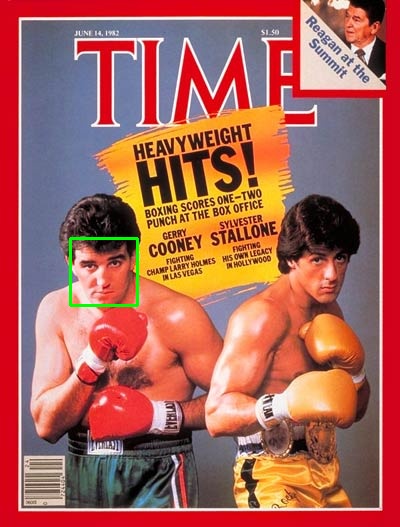 JUNE 14, 1982
$1.50
TIME
Reagan at the
Summit
HEAVYWEIGHT
HITS!
BOXING SCORES ONE-TWO
PUNCH AT THE BOX OFFICE
GERRY
COONEY
FIGHTING
CHAMP LARRY HOLMES
IN LAS VEGAS
SYLVESTER
STALLONE
FIGHTING
HIS OWN LEGACY
IN HOLLYWOOD
EVERLAST